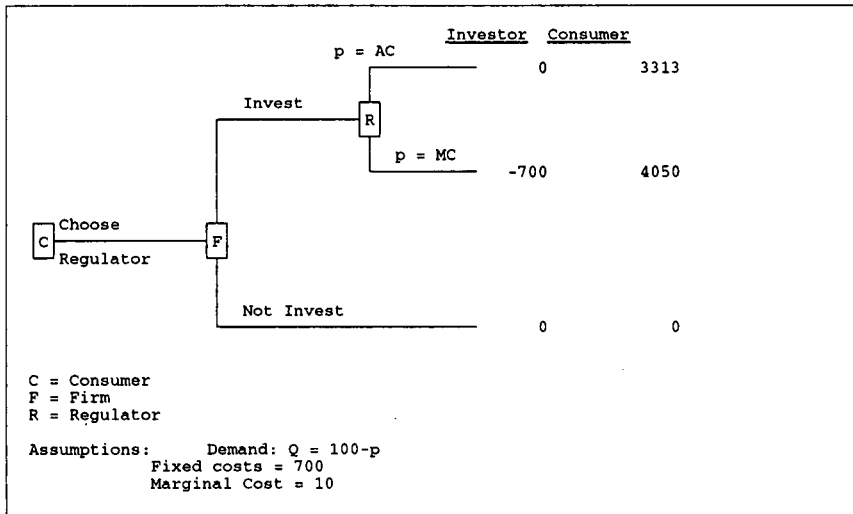 Investor Consumer
p = AC
0 3313
Invest
R
p = MC
-700 4050
Choose
C F
Regulator
Not Invest
0 0
C = Consumer
F = Firm
R = Regulator
Assumptions: Demand: Q = 100-p
Fixed costs = 700
Marginal Cost = 10